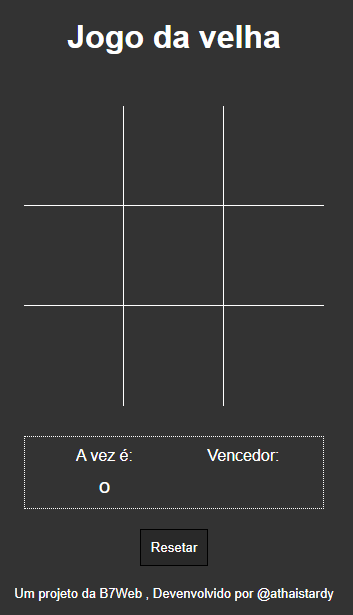 Jogo da velha
A vez é: Vencedor:
o
Resetar
Um projeto da B7Web , Devenvolvido por @athaistardy